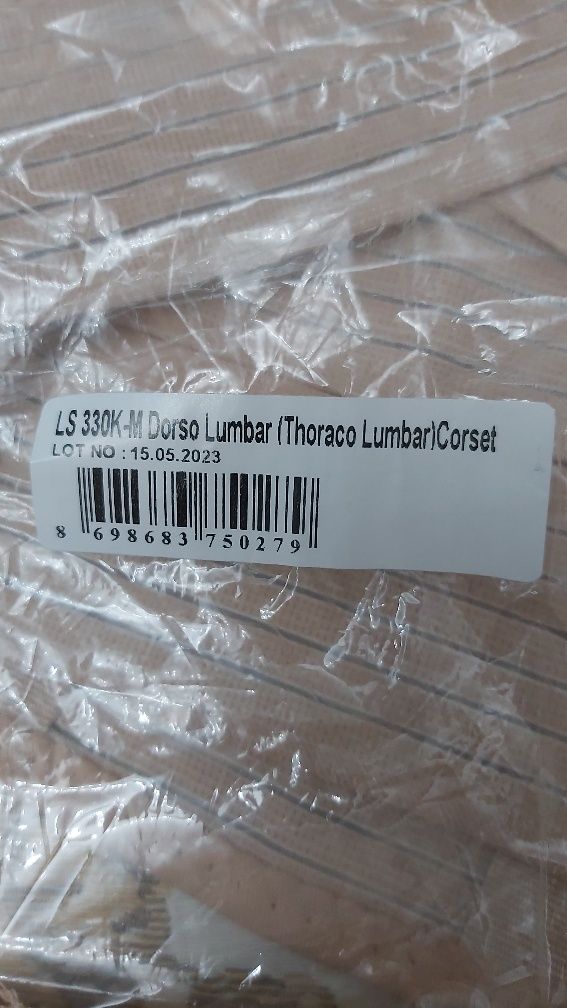 LS 330K-M Dorso Lumbar (Thoraco Lumbar)Corset
LOT NO : 15.05.2023
8 698683 750279